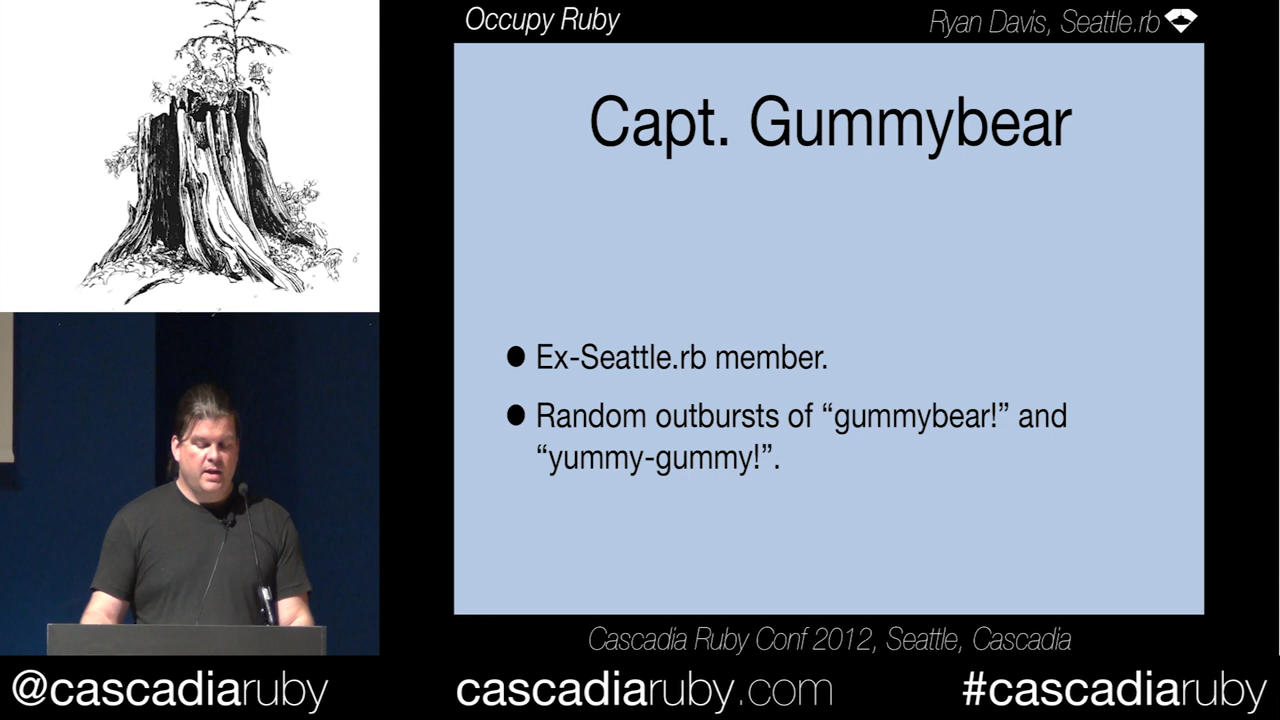 Occupy Ruby
Ryan Davis, Seattle.rb
Capt. Gummybear
● Ex-Seattle.rb member.
● Random outbursts of “gummybear!” and
“yummy-gummy!”.
Cascadia Ruby Conf 2012, Seattle, Cascadia
@cascadiaruby
cascadiaruby.com
#cascadiaruby